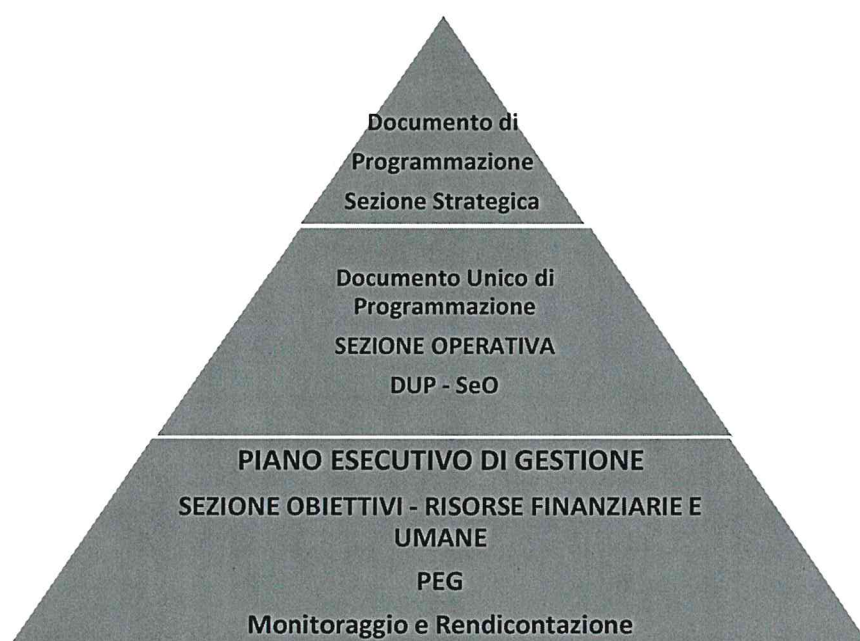 Documento di
Programmazione
Sezione Strategica
Documento Unico di
Programmazione
SEZIONE OPERATIVA
DUP - SeO
PIANO ESECUTIVO DI GESTIONE
SEZIONE OBIETTIVI - RISORSE FINANZIARIE E
UMANE
PEG
Monitoraggio e Rendicontazione